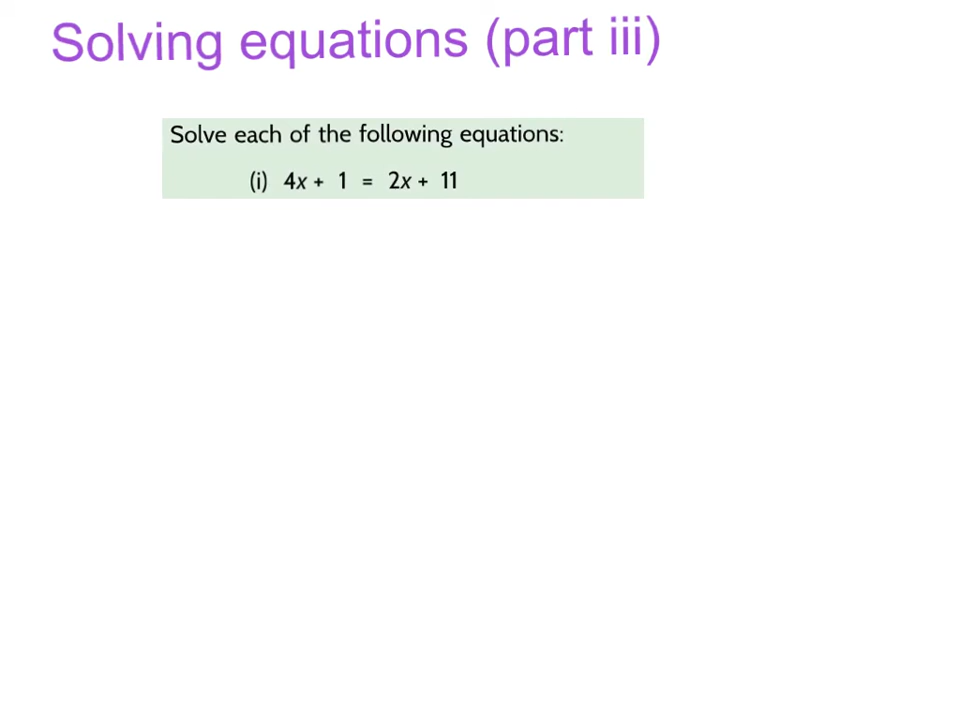 Solving equations (part iii)
Solve each of the following equations:
(i) 4x + 1 = 2x + 11